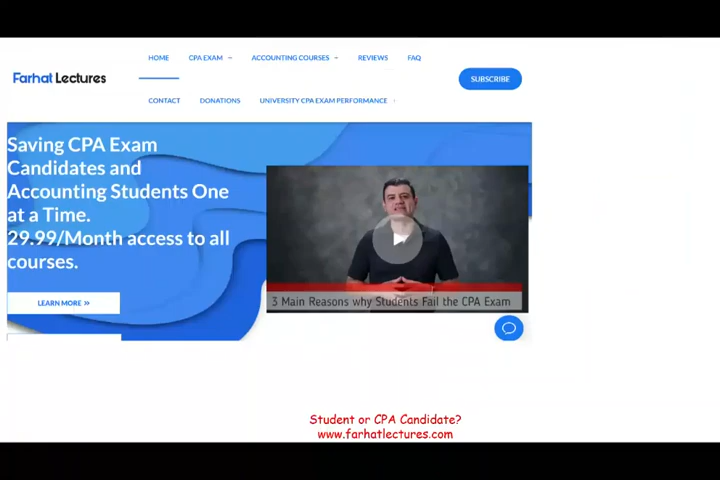 HOME
CPA EXAM
ACCOUNTING COURSES
REVIEWS
FAQ
Farhat Lectures
SUBSCRIBE
CONTACT
DONATIONS
UNIVERSITY CPA EXAM PERFORMANCE
Saving CPA Exam
Candidates and
Accounting Students One
at a Time.
29.99/Month access to all
courses.
LEARN MORE »
3 Main Reasons why Students Fail the CPA Exam
Student or CPA Candidate?
www.farhatlectures.com